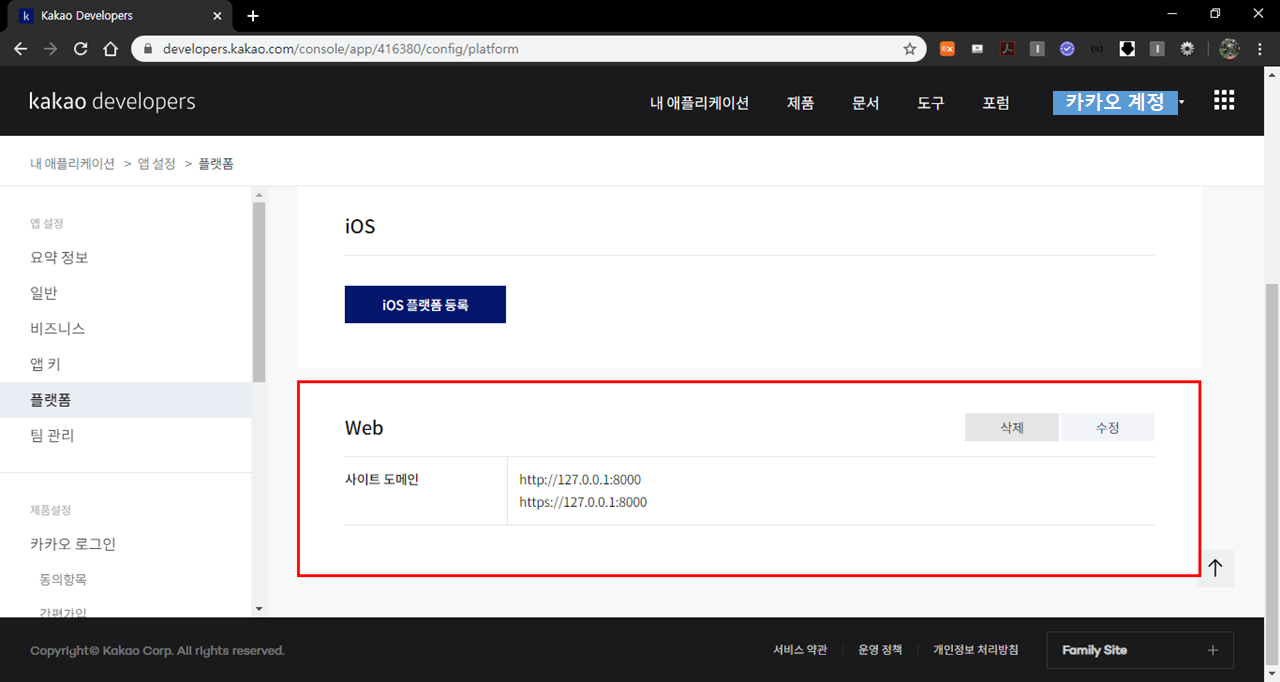 k Kakao Developers
developers.kakao.com/console/app/416380/config/platform
kakao developers
내 애플리케이션 제품 문서 도구 포럼 카카오 계정
내 애플리케이션 > 앱 설정 > 플랫폼
앱 설정
요약 정보
일반
비즈니스
앱 키
플랫폼
팀 관리
제품설정
카카오 로그인
동의항목
간편가입
iOS
iOS 플랫폼 등록
Web
삭제 수정
사이트 도메인
http://127.0.0.1:8000
https://127.0.0.1:8000
Copyright© Kakao Corp. All rights reserved.
서비스 약관 운영 정책 개인정보 처리방침 Family Site